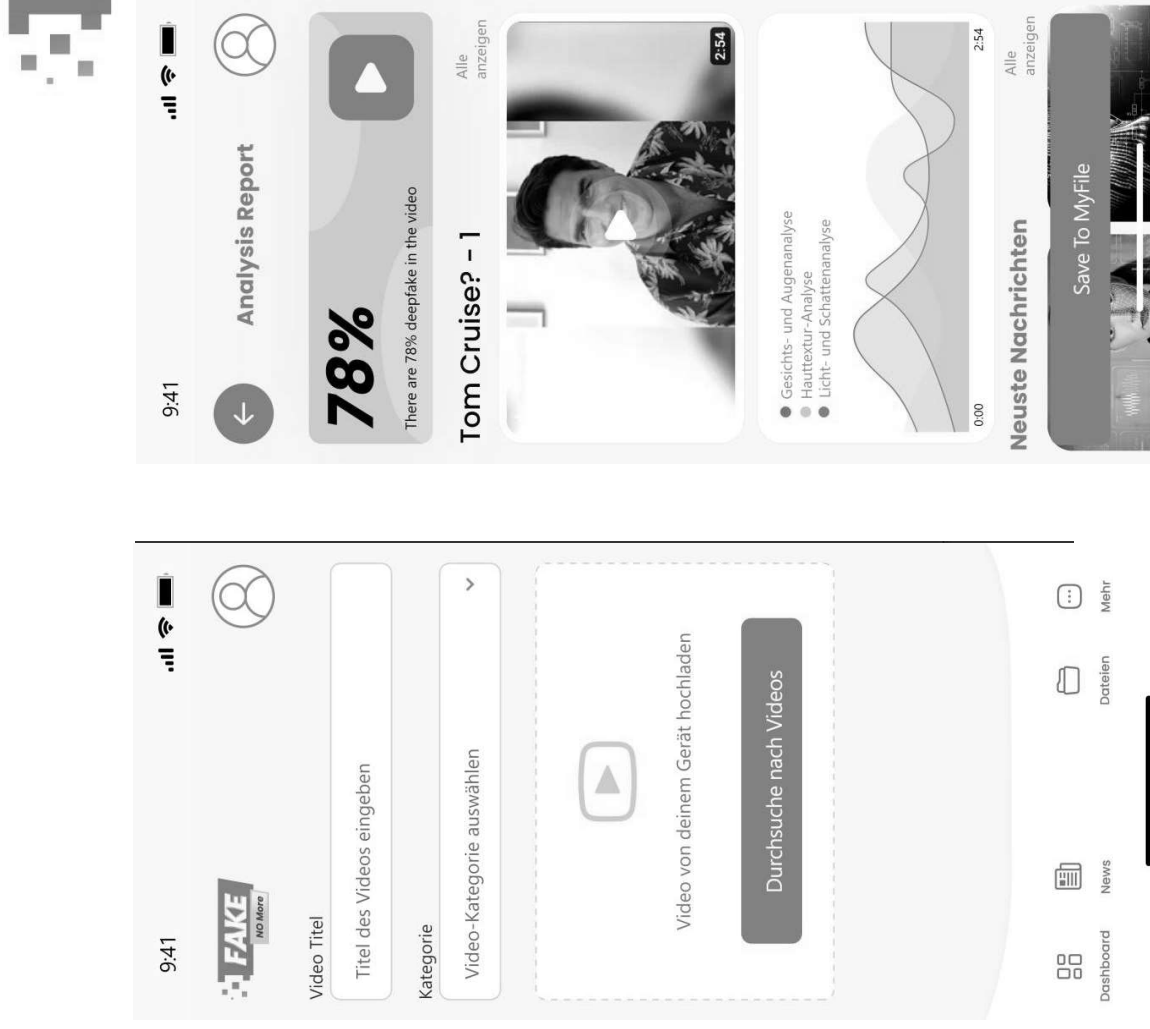 9:41
FAKE
NO More
Video Titel
Titel des Videos eingeben
Kategorie
Video-Kategorie auswählen
Video von deinem Gerät hochladen
Durchsuche nach Videos
Dashboard
News
Dateien
Mehr
9:41
Analysis Report
78%
There are 78% deepfake in the video
Tom Cruise? - 1
Alle
anzeigen
2:54
Gesichts- und Augenanalyse
Hauttextur-Analyse
Licht- und Schattenanalyse
0:00
2:54
Neuste Nachrichten
Alle
anzeigen
Save To MyFile